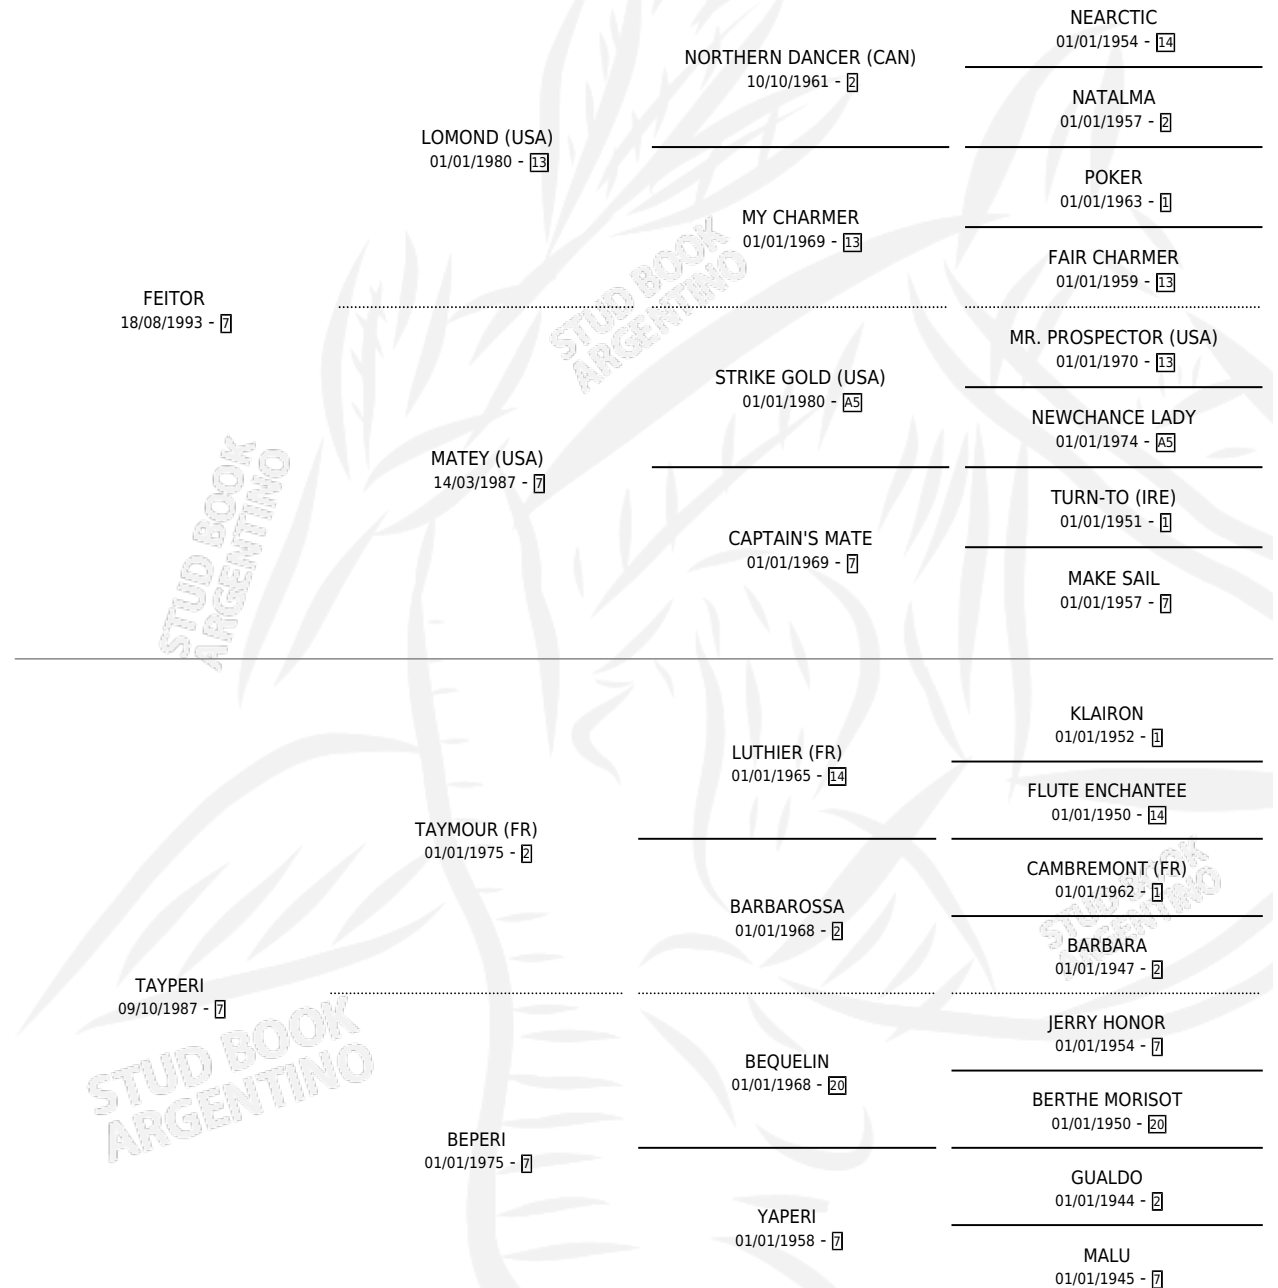 NEARCTIC
01/01/1954 - 14
NORTHERN DANCER (CAN)
10/10/1961 - 2
NATALMA
01/01/1957 - 2
LOMOND (USA)
01/01/1980 - 13
POKER
01/01/1963 - 1
MY CHARMER
01/01/1969 - 13
FAIR CHARMER
01/01/1959 - 13
FEITOR
18/08/1993 - 7
MR. PROSPECTOR (USA)
01/01/1970 - 13
STRIKE GOLD (USA)
01/01/1980 - A5
NEWCHANCE LADY
01/01/1974 - A5
MATEY (USA)
14/03/1987 - 7
TURN-TO (IRE)
01/01/1951 - 1
CAPTAIN'S MATE
01/01/1969 - 7
MAKE SAIL
01/01/1957 - 7
STUD BOOK
ARGENTINO
STUD BOOK
ARGENTINO
KLAIRON
01/01/1952 - 1
LUTHIER (FR)
01/01/1965 - 14
FLUTE ENCHANTEE
01/01/1950 - 14
TAYMOUR (FR)
01/01/1975 - 2
CAMBREMONT (FR)
01/01/1962 - 1
BARBAROSSA
01/01/1968 - 2
BARBARA
01/01/1947 - 2
STUD BOOK
ARGENTINO
TAYPERI
09/10/1987 - 7
JERRY HONOR
01/01/1954 - 7
BEQUELIN
01/01/1968 - 20
BERTHE MORISOT
01/01/1950 - 20
STUD BOOK
ARGENTINO
BEPERI
01/01/1975 - 7
GUALDO
01/01/1944 - 2
YAPERI
01/01/1958 - 7
MALU
01/01/1945 - 7